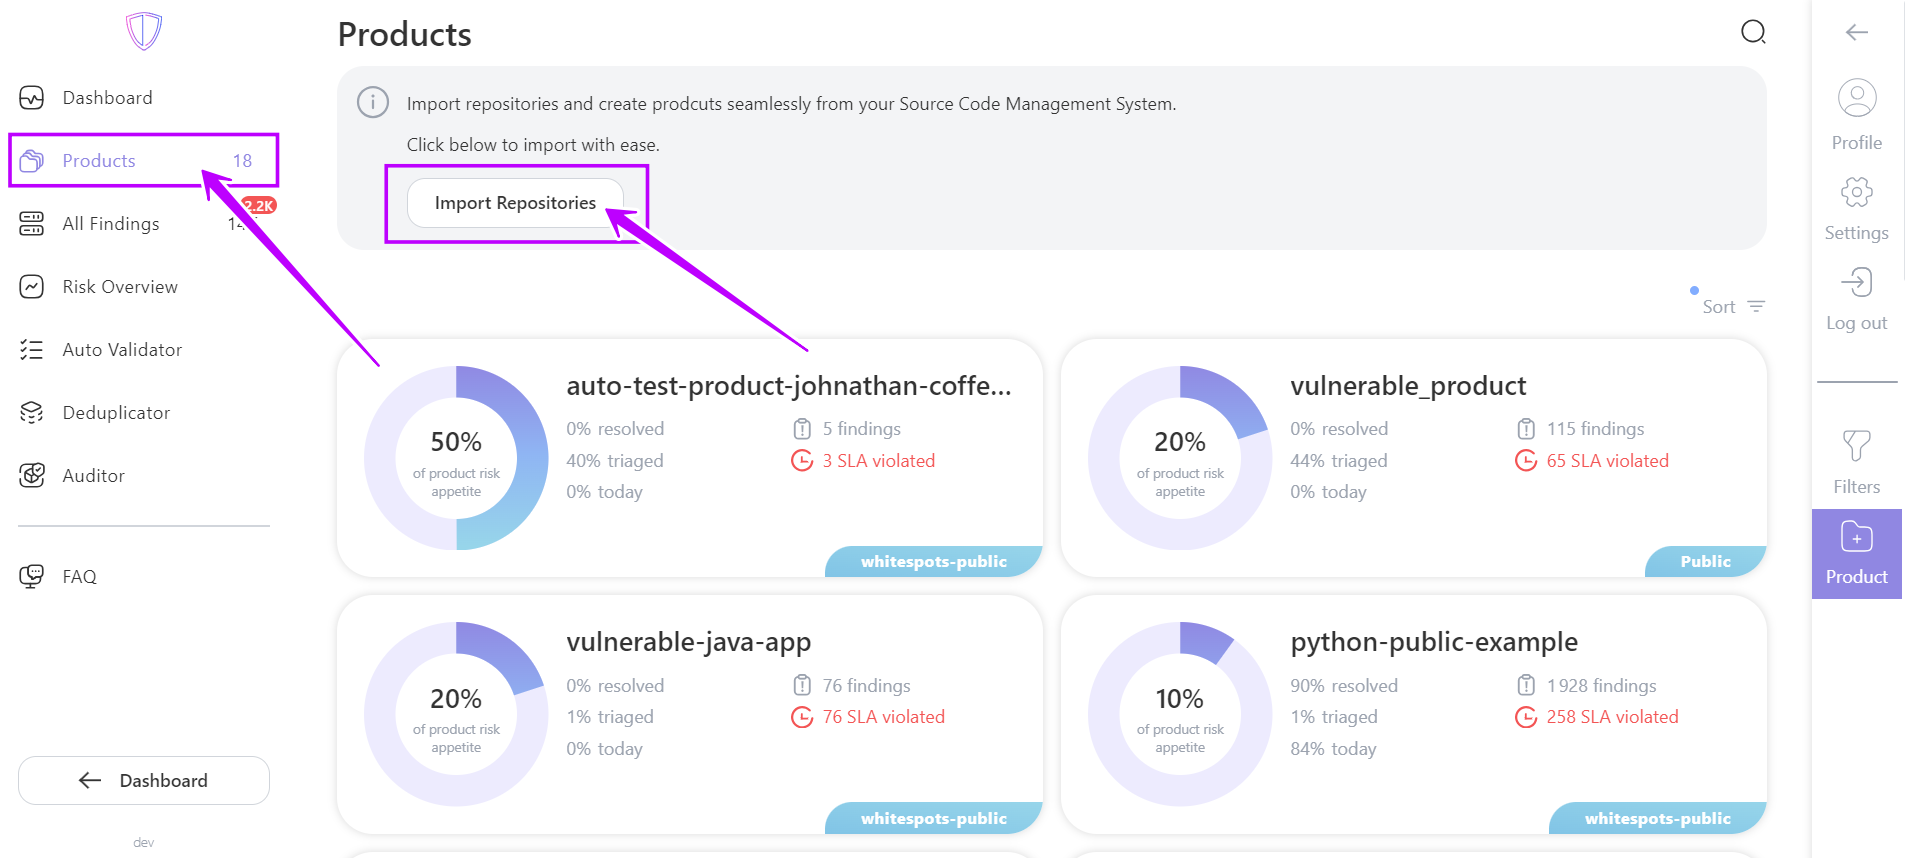 Products
Dashboard
Products 18
2.2K
All Findings
Risk Overview
Auto Validator
Deduplicator
Auditor
FAQ
Dashboard
dev
Import repositories and create prodcuts seamlessly from your Source Code Management System.
Click below to import with ease.
Import Repositories
Sort
auto-test-product-johnathan-coffe...
50%
of product risk
appetite
0% resolved
40% triaged
0% today
5 findings
3 SLA violated
whitespots-public
vulnerable_product
20%
of product risk
appetite
0% resolved
44% triaged
0% today
115 findings
65 SLA violated
Public
vulnerable-java-app
20%
of product risk
appetite
0% resolved
1% triaged
0% today
76 findings
76 SLA violated
whitespots-public
python-public-example
10%
of product risk
appetite
90% resolved
1% triaged
84% today
1 928 findings
258 SLA violated
whitespots-public
Profile
Settings
Log out
Filters
Product